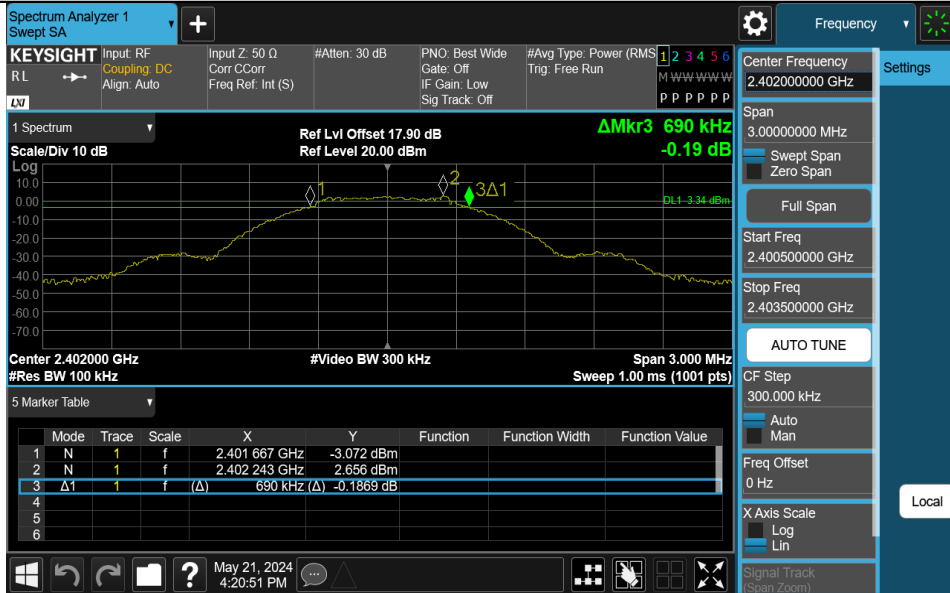 Spectrum Analyzer 1
Swept SA
+
Frequency
KEYSIGHT
RL
LXI
Input: RF
Coupling: DC
Align: Auto
Input Z: 50 Ω
Corr CCorr
Freq Ref: Int (S)
#Atten: 30 dB
PNO: Best Wide
Gate: Off
IF Gain: Low
Sig Track: Off
#Avg Type: Power (RMS
Trig: Free Run
1 2 3 4 5 6
M W W W W W
P P P P P P
1 Spectrum
Scale/Div 10 dB
Ref Lvl Offset 17.90 dB
Ref Level 20.00 dBm
ΔMkr3 690 kHz
-0.19 dB
Log
10.0
0.00
-10.0
-20.0
-30.0
-40.0
-50.0
-60.0
-70.0
1
2
3Δ1
DL1 -3.34 dBm
Center 2.402000 GHz
#Video BW 300 kHz
Span 3.000 MHz
#Res BW 100 kHz
Sweep 1.00 ms (1001 pts)
5 Marker Table
Mode Trace Scale X Y Function Function Width Function Value
1 N 1 f 2.401 667 GHz -3.072 dBm
2 N 1 f 2.402 243 GHz 2.656 dBm
3 Δ1 1 f (Δ) 690 kHz (Δ) -0.1869 dB
4
5
6
Center Frequency
2.402000000 GHz
Span
3.00000000 MHz
Swept Span
Zero Span
Full Span
Start Freq
2.400500000 GHz
Stop Freq
2.403500000 GHz
AUTO TUNE
CF Step
300.000 kHz
Auto
Man
Freq Offset
0 Hz
X Axis Scale
Log
Lin
Signal Track
(Span Zoom)
Settings
Local
?
May 21, 2024
4:20:51 PM